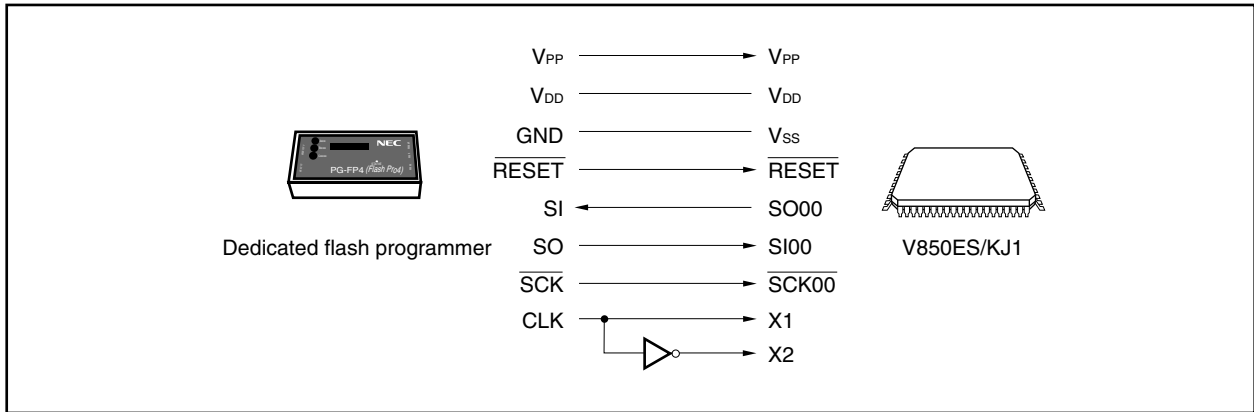 VPP VPP
VDD VDD
GND VSS
RESET RESET
SI SO00
SO SI00
SCK SCK00
CLK X1
X2
NEC
PG-FP4 (Flash Pro4)
Dedicated flash programmer
V850ES/KJ1